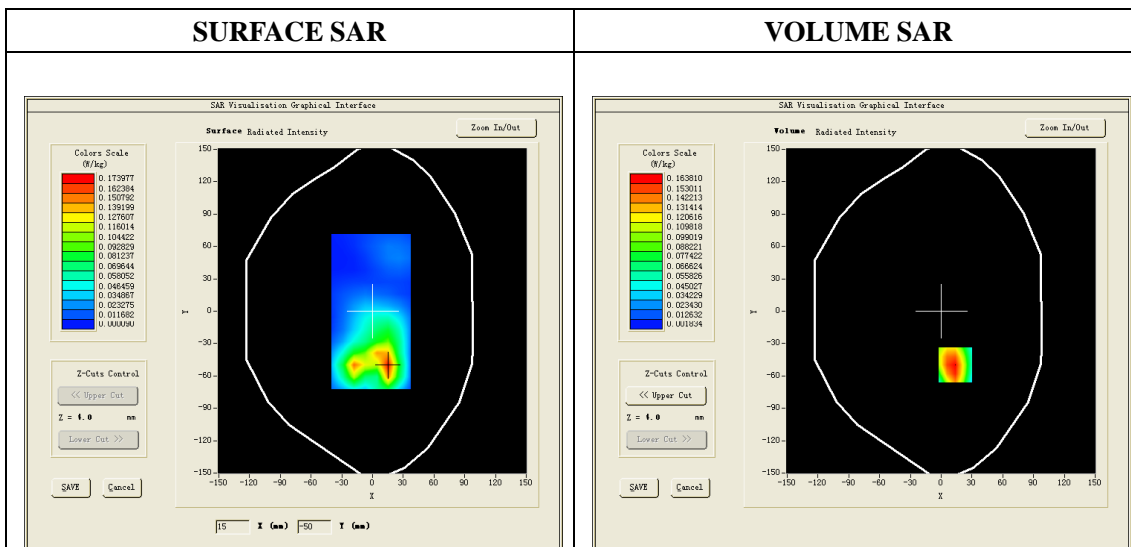 SURFACE SAR
VOLUME SAR
SAR Visualisation Graphical Interface
Surface Radiated Intensity
Zoom In/Out
Colors Scale
(W/kg)
0.173977
0.162384
0.150792
0.139199
0.127607
0.116014
0.104422
0.092829
0.081237
0.069644
0.058052
0.046459
0.034867
0.023275
0.011682
0.000090
150
120
90
60
30
0
-30
-60
-90
-120
-150
Y
-150 -120 -90 -60 -30 0 30 60 90 120 150
X
Z-Cuts Control
<< Upper Cut
Z = 4.0 mm
Lower Cut >>
SAVE Cancel
15 X (mm) -50 Y (mm)
SAR Visualisation Graphical Interface
Volume Radiated Intensity
Zoom In/Out
Colors Scale
(W/kg)
0.163810
0.153011
0.142213
0.131414
0.120616
0.109818
0.099019
0.088221
0.077422
0.066624
0.055826
0.045027
0.034229
0.023430
0.012632
0.001834
150
120
90
60
30
0
-30
-60
-90
-120
-150
Y
-150 -120 -90 -60 -30 0 30 60 90 120 150
X
Z-Cuts Control
<< Upper Cut
Z = 4.0 mm
Lower Cut >>
SAVE Cancel